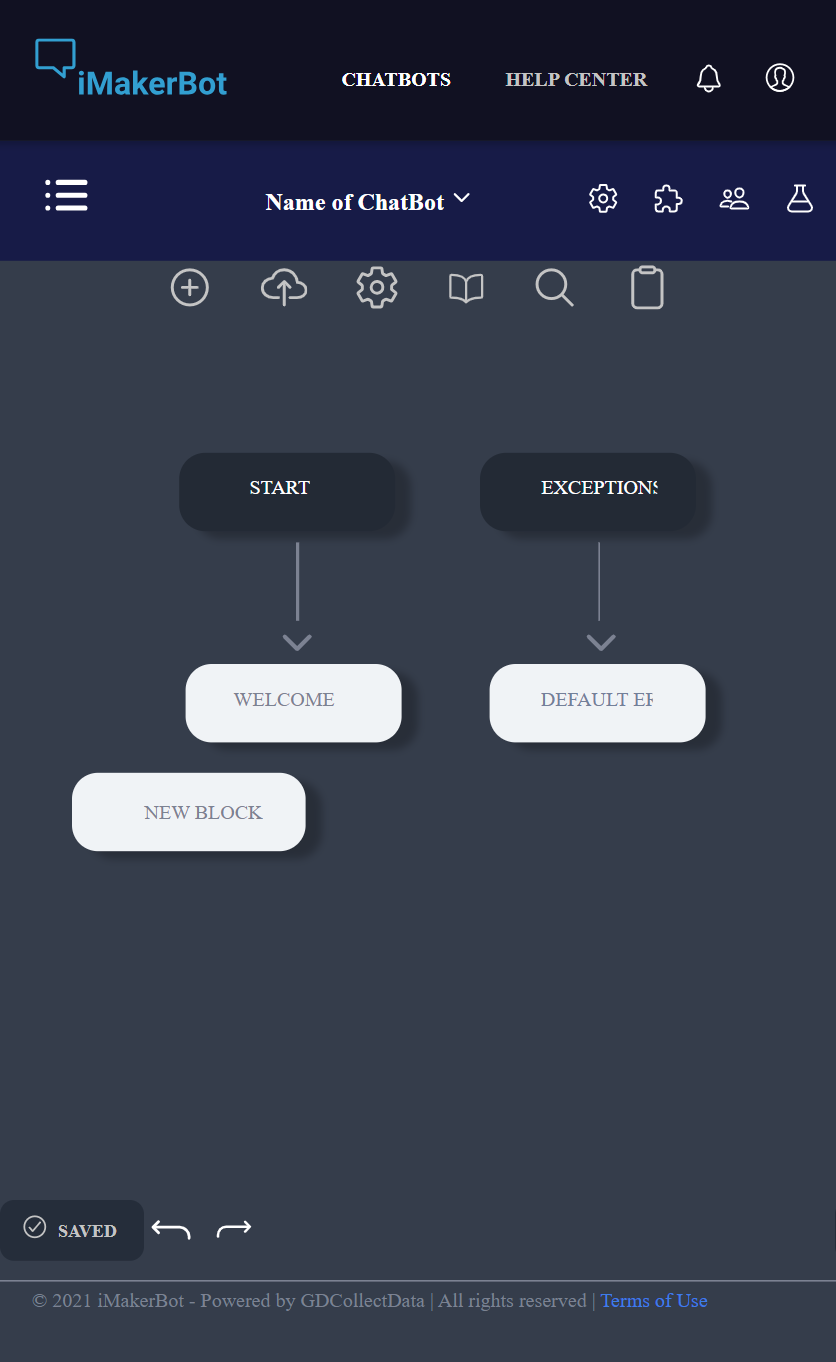 iMakerBot
CHATBOTS
HELP CENTER
Name of ChatBot
START
EXCEPTIONS
WELCOME
DEFAULT ER
NEW BLOCK
SAVED
© 2021 iMakerBot - Powered by GDCollectData | All rights reserved | Terms of Use